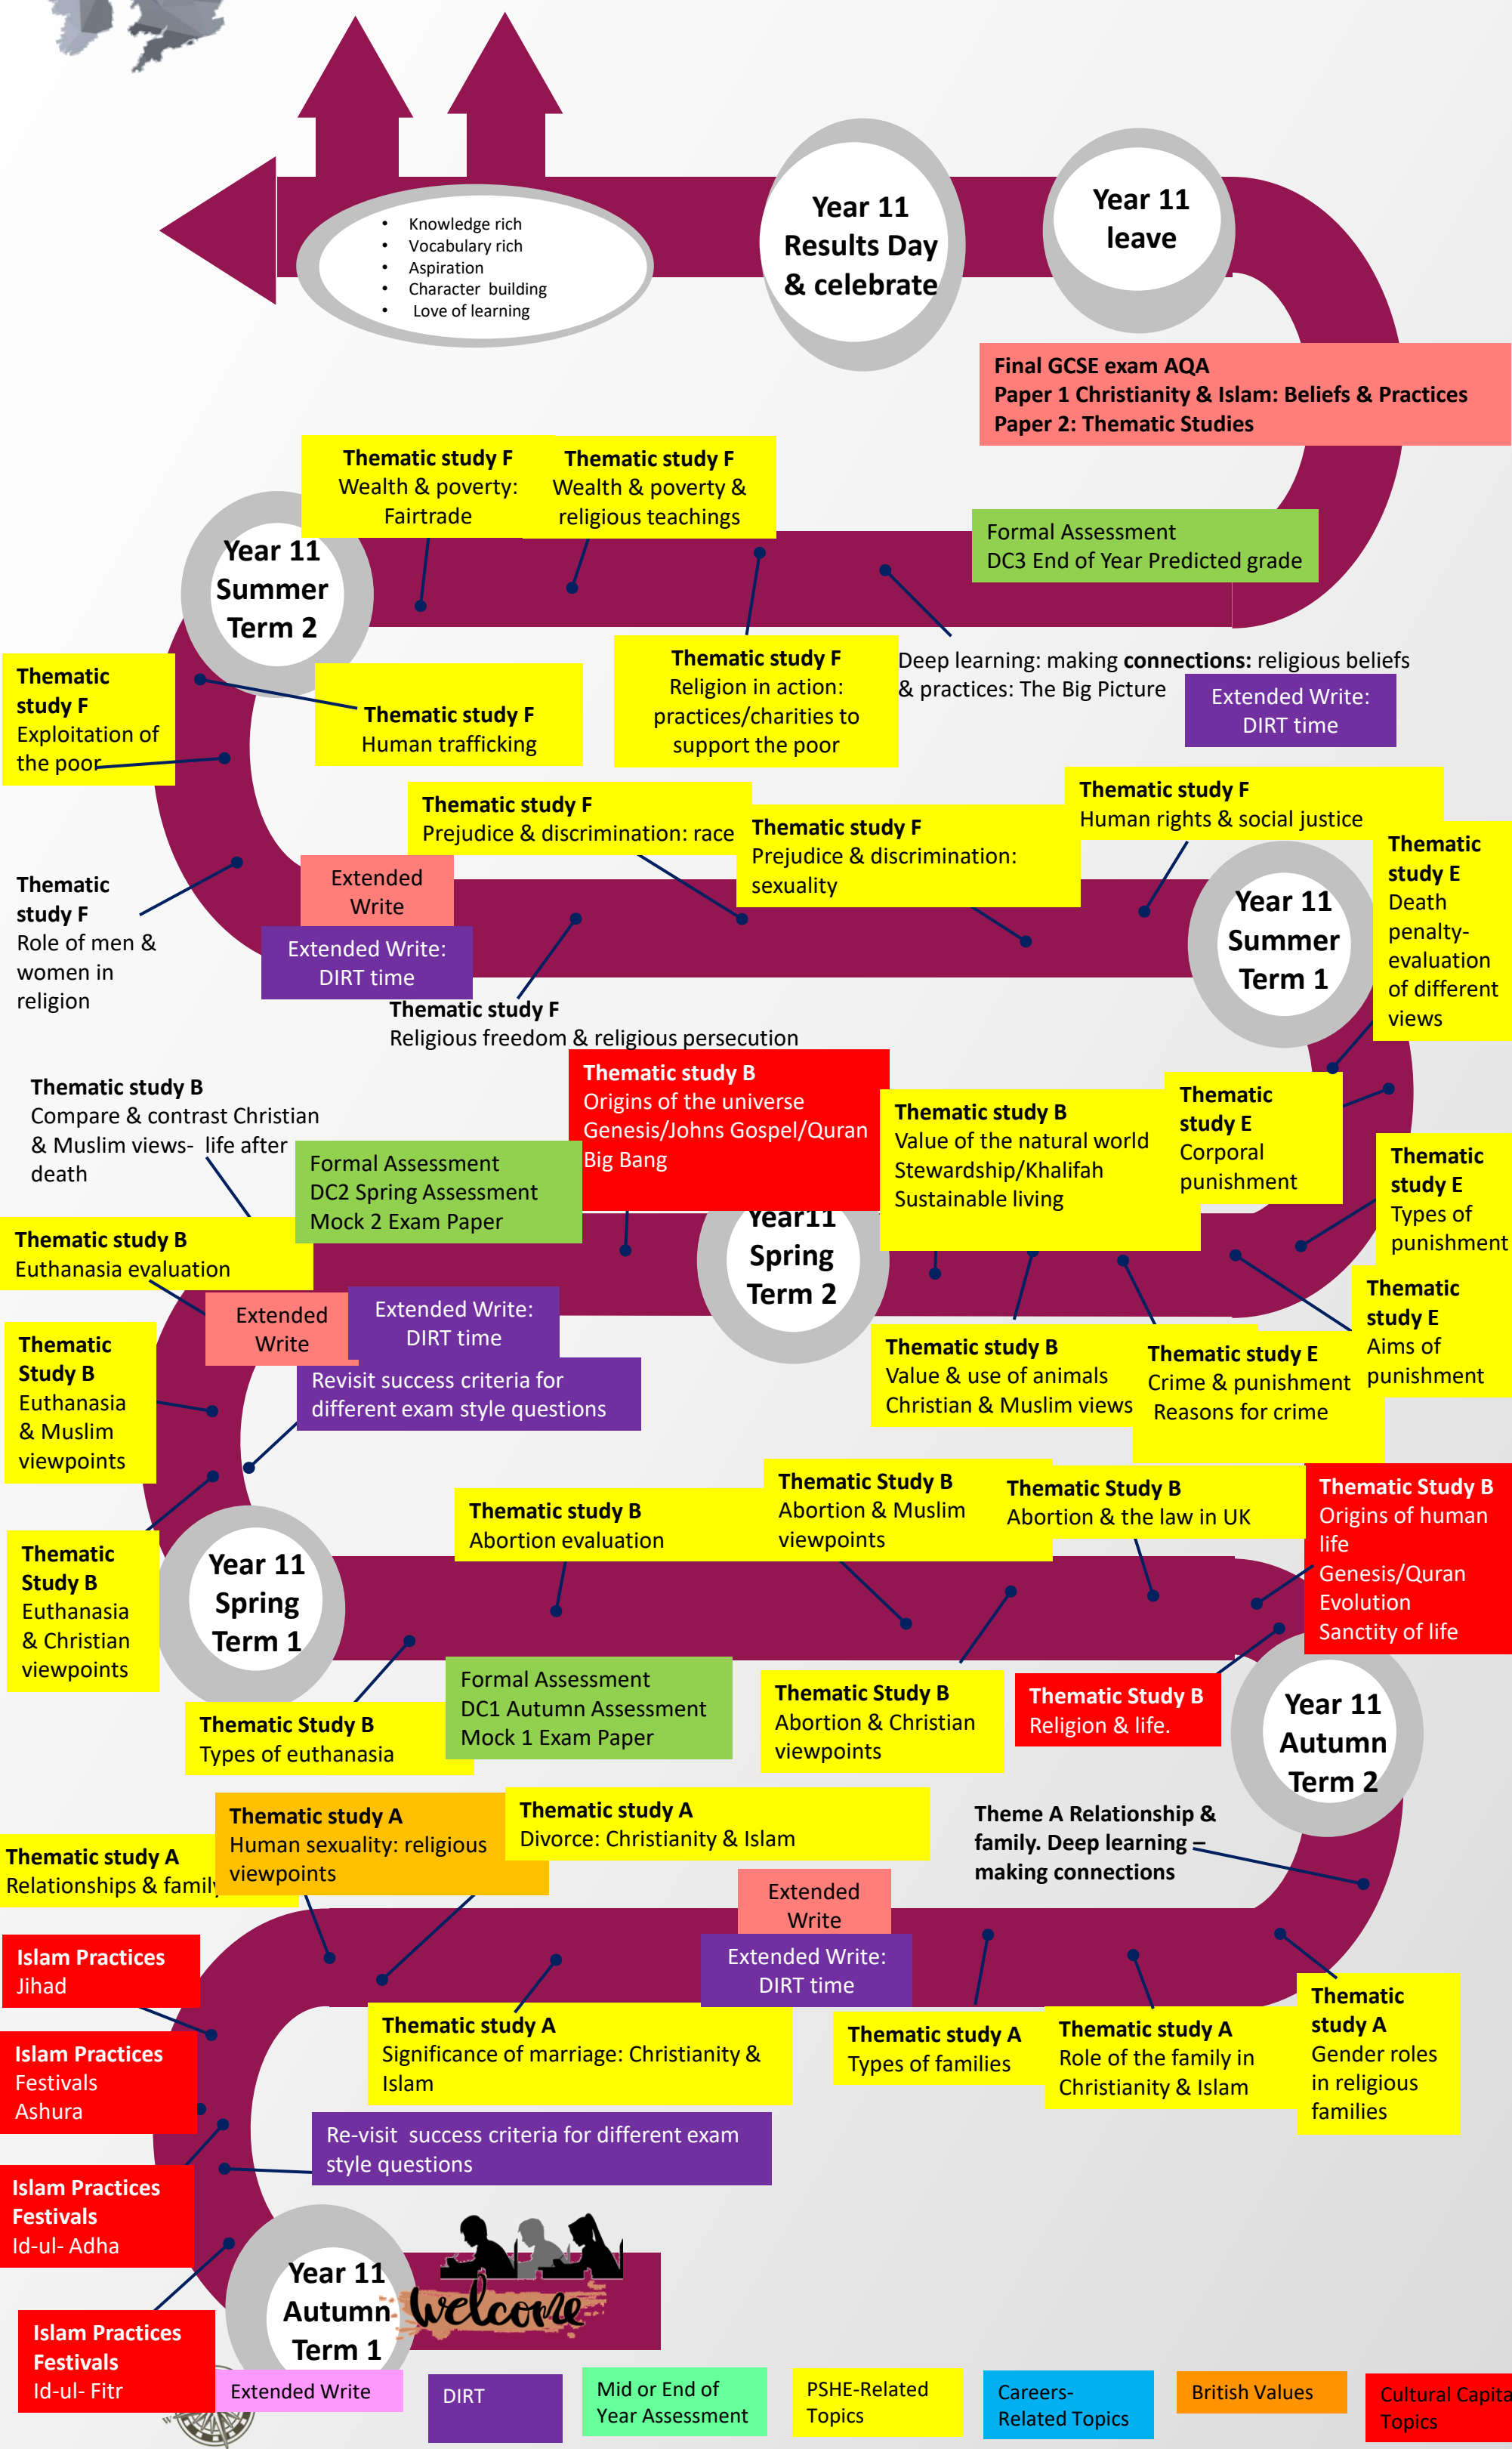 • Knowledge rich
• Vocabulary rich
• Aspiration
• Character building
• Love of learning
Year 11
Results Day
& celebrate
Year 11
leave
Final GCSE exam AQA
Paper 1 Christianity & Islam: Beliefs & Practices
Paper 2: Thematic Studies
Thematic study F
Wealth & poverty:
Fairtrade
Thematic study F
Wealth & poverty &
religious teachings
Formal Assessment
DC3 End of Year Predicted grade
Year 11
Summer
Term 2
Thematic
study F
Exploitation of
the poor
Thematic study F
Human trafficking
Thematic study F
Religion in action:
practices/charities to
support the poor
Deep learning: making connections: religious beliefs
& practices: The Big Picture
Extended Write:
DIRT time
Thematic study F
Prejudice & discrimination: race
Thematic study F
Prejudice & discrimination:
sexuality
Thematic study F
Human rights & social justice
Thematic
study E
Death
penalty-
evaluation
of different
views
Thematic
study F
Role of men &
women in
religion
Extended
Write
Extended Write:
DIRT time
Year 11
Summer
Term 1
Thematic study F
Religious freedom & religious persecution
Thematic study B
Compare & contrast Christian
& Muslim views- life after
death
Formal Assessment
DC2 Spring Assessment
Mock 2 Exam Paper
Thematic study B
Origins of the universe
Genesis/Johns Gospel/Quran
Big Bang
Thematic study B
Value of the natural world
Stewardship/Khalifah
Sustainable living
Thematic
study E
Corporal
punishment
Thematic
study E
Types of
punishment
Thematic study B
Euthanasia evaluation
Year11
Spring
Term 2
Extended
Write
Extended Write:
DIRT time
Thematic
study E
Aims of
punishment
Thematic
Study B
Euthanasia
& Muslim
viewpoints
Revisit success criteria for
different exam style questions
Thematic study B
Value & use of animals
Christian & Muslim views
Thematic study E
Crime & punishment
Reasons for crime
Thematic study B
Abortion evaluation
Thematic Study B
Abortion & Muslim
viewpoints
Thematic Study B
Abortion & the law in UK
Thematic Study B
Origins of human
life
Genesis/Quran
Evolution
Sanctity of life
Thematic
Study B
Euthanasia
& Christian
viewpoints
Year 11
Spring
Term 1
Thematic Study B
Types of euthanasia
Formal Assessment
DC1 Autumn Assessment
Mock 1 Exam Paper
Thematic Study B
Abortion & Christian
viewpoints
Thematic Study B
Religion & life.
Year 11
Autumn
Term 2
Thematic study A
Relationships & family
Thematic study A
Human sexuality: religious
viewpoints
Thematic study A
Divorce: Christianity & Islam
Theme A Relationship &
family. Deep learning –
making connections
Extended
Write
Extended Write:
DIRT time
Islam Practices
Jihad
Islam Practices
Festivals
Ashura
Thematic study A
Significance of marriage: Christianity &
Islam
Thematic study A
Types of families
Thematic study A
Role of the family in
Christianity & Islam
Thematic
study A
Gender roles
in religious
families
Re-visit success criteria for different exam
style questions
Islam Practices
Festivals
Id-ul- Adha
Year 11
Autumn
Term 1
welcome
Islam Practices
Festivals
Id-ul- Fitr
W
Extended Write
DIRT
Mid or End of
Year Assessment
PSHE-Related
Topics
Careers-
Related Topics
British Values
Cultural Capita
Topics